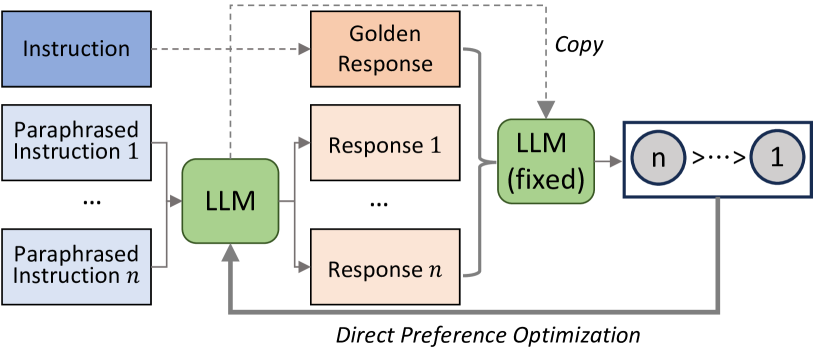 Instruction
Golden
Response
Copy
Paraphrased
Instruction 1
Response 1
LLM
(fixed)
n >···> 1
...
LLM
...
Paraphrased
Instruction n
Response n
Direct Preference Optimization